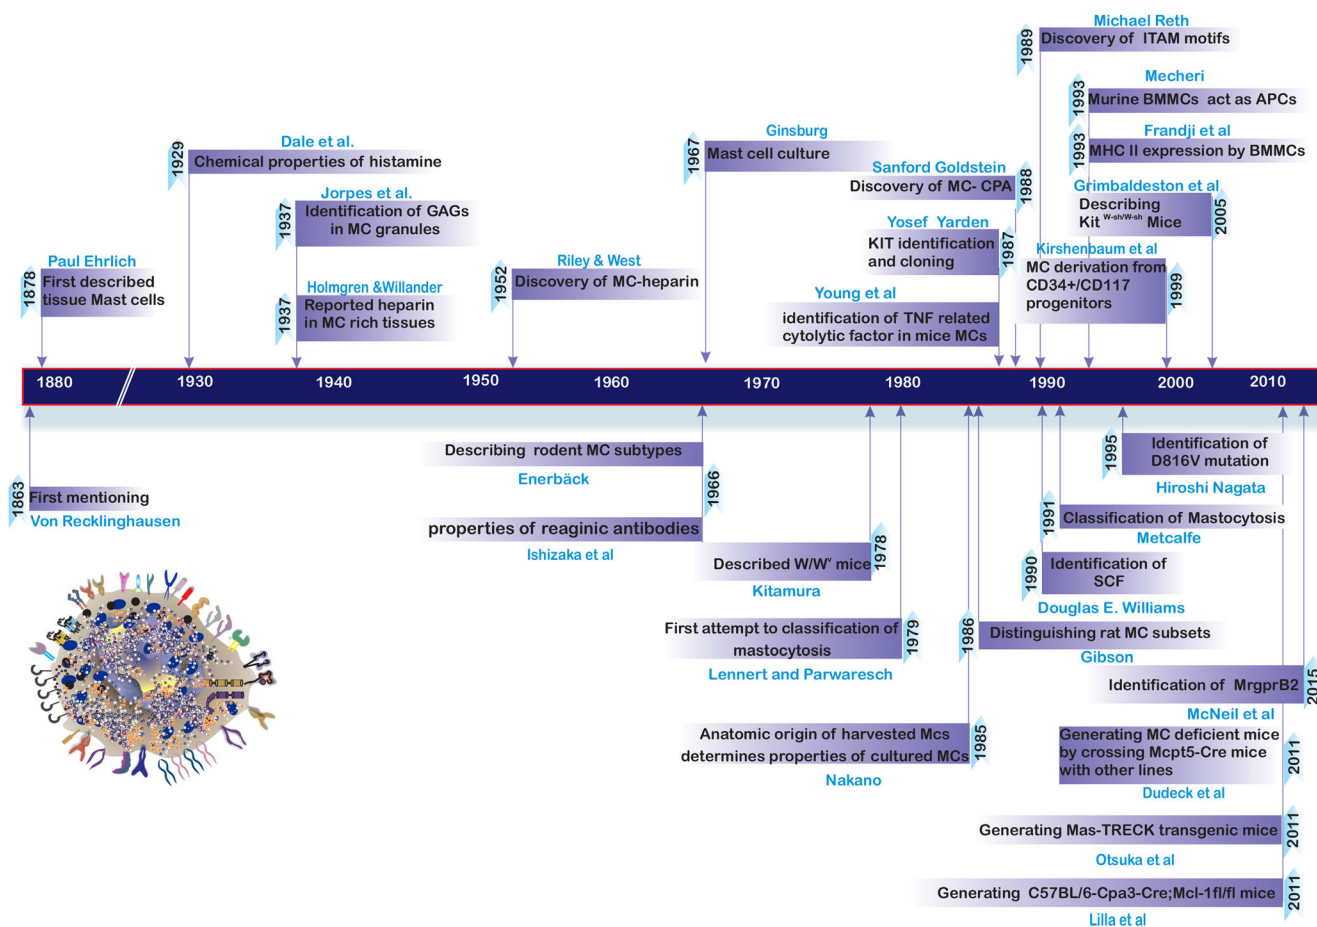 Michael Reth
1989
Discovery of ITAM motifs
Mecheri
1993
Murine BMMCs act as APCs
Frandji et al
1993
MHC II expression by BMMCs
Dale et al.
1929
Chemical properties of histamine
Ginsburg
1967
Mast cell culture
Sanford Goldstein
Discovery of MC- CPA
1988
Grimbaldeston et al
Describing
Kit W-sh/W-sh Mice
2005
Jorpes et al.
1937
Identification of GAGs
in MC granules
Yosef Yarden
KIT identification
and cloning
1987
Kirshenbaum et al
MC derivation from
CD34+/CD117
progenitors
1999
Paul Ehrlich
1878
First described
tissue Mast cells
Riley & West
1952
Discovery of MC-heparin
Holmgren &Willander
1937
Reported heparin
in MC rich tissues
Young et al
identification of TNF related
cytolytic factor in mice MCs
1880 1930 1940 1950 1960 1970 1980 1990 2000 2010
1863
First mentioning
Von Recklinghausen
Describing rodent MC subtypes
Enerbäck
1966
properties of reaginic antibodies
Ishizaka et al
Described W/Wv mice
1978
Kitamura
First attempt to classification of
mastocytosis
1979
Lennert and Parwaresch
Anatomic origin of harvested Mcs
determines properties of cultured MCs
1985
Nakano
1995
Identification of
D816V mutation
Hiroshi Nagata
1991
Classification of Mastocytosis
Metcalfe
1990
Identification of
SCF
Douglas E. Williams
1986
Distinguishing rat MC subsets
Gibson
Identification of MrgprB2
2015
McNeil et al
Generating MC deficient mice
by crossing Mcpt5-Cre mice
with other lines
2011
Dudeck et al
Generating Mas-TRECK transgenic mice
2011
Otsuka et al
Generating C57BL/6-Cpa3-Cre;Mcl-1fl/fl mice
2011
Lilla et al